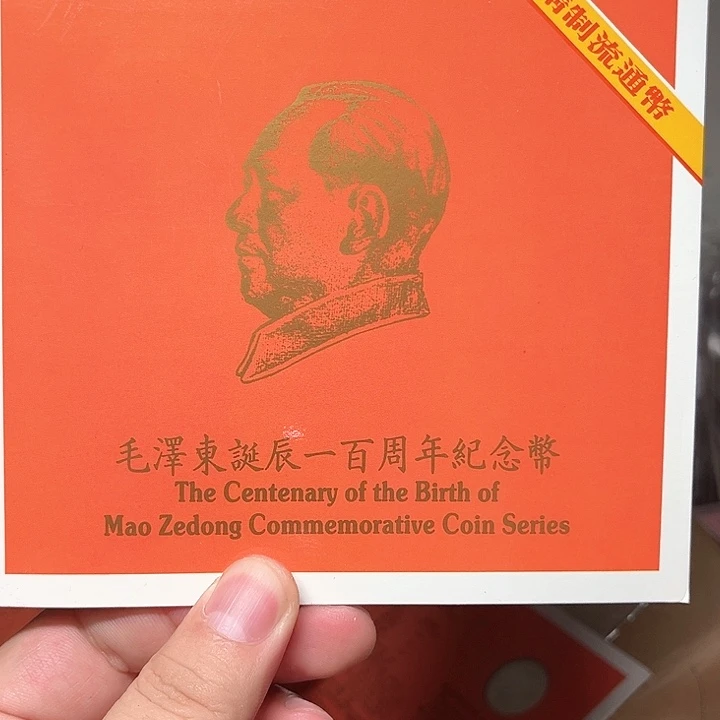 精制流通幣
毛澤東誕辰一百周年紀念幣
The Centenary of the Birth of
Mao Zedong Commemorative Coin Series